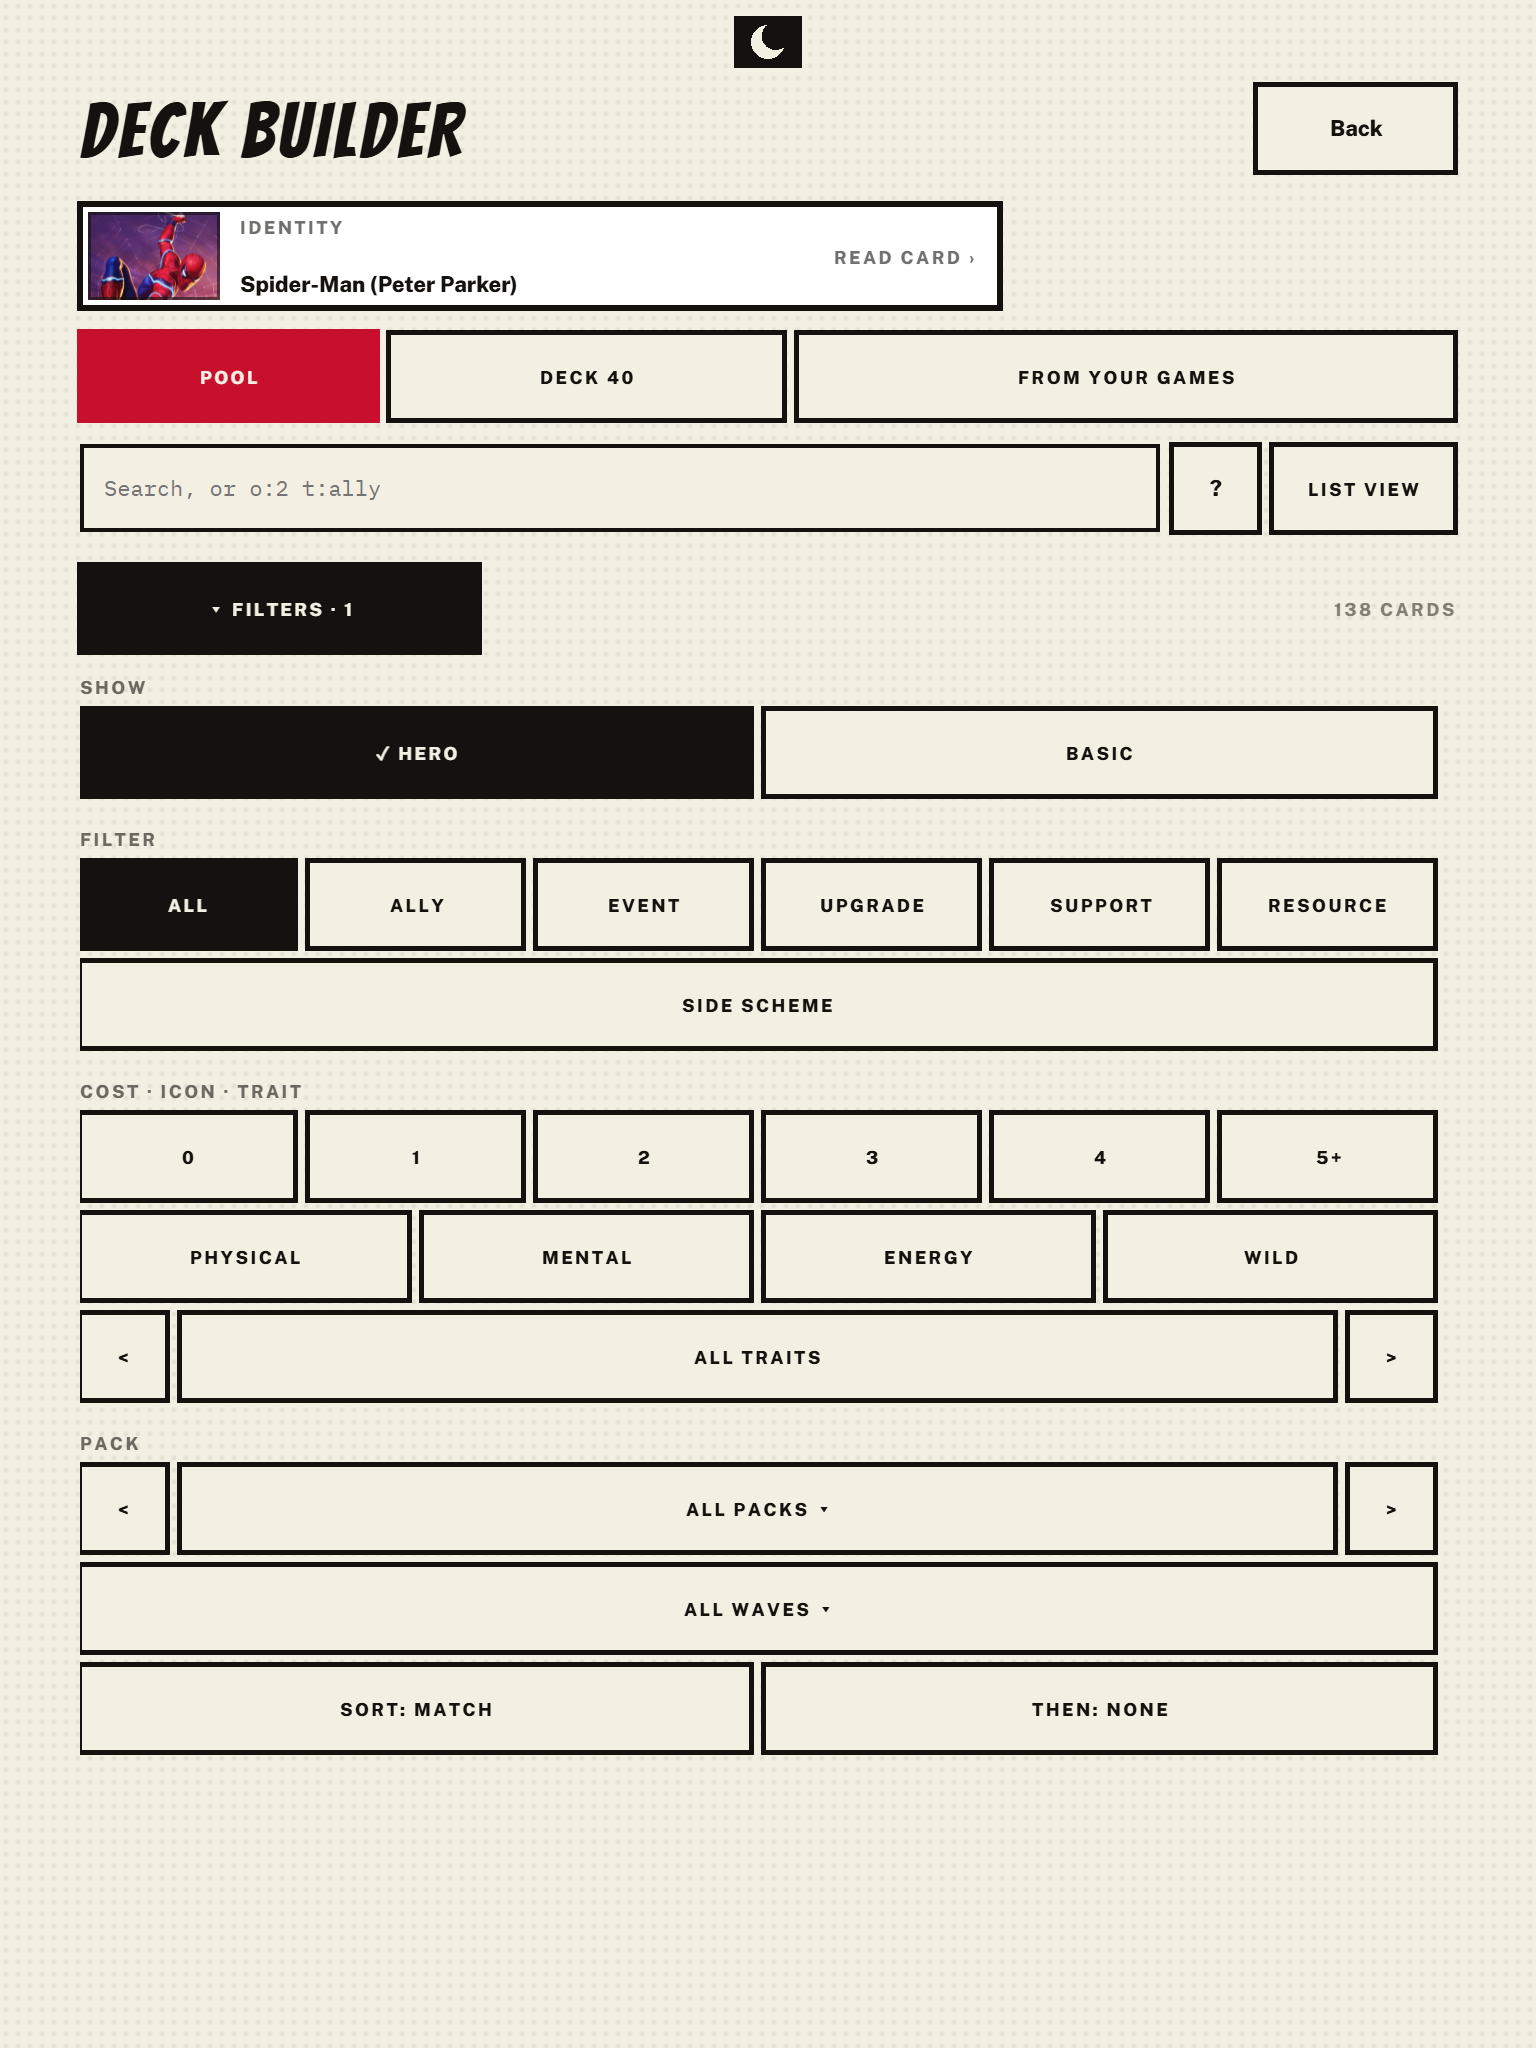 DECK BUILDER
Back
IDENTITY
READ CARD ›
Spider-Man (Peter Parker)
POOL
DECK 40
FROM YOUR GAMES
Search, or o:2 t:ally
?
LIST VIEW
▾ FILTERS · 1
138 CARDS
SHOW
✓ HERO
BASIC
FILTER
ALL
ALLY
EVENT
UPGRADE
SUPPORT
RESOURCE
SIDE SCHEME
COST · ICON · TRAIT
0
1
2
3
4
5+
PHYSICAL
MENTAL
ENERGY
WILD
<
ALL TRAITS
>
PACK
<
ALL PACKS ▾
>
ALL WAVES ▾
SORT: MATCH
THEN: NONE